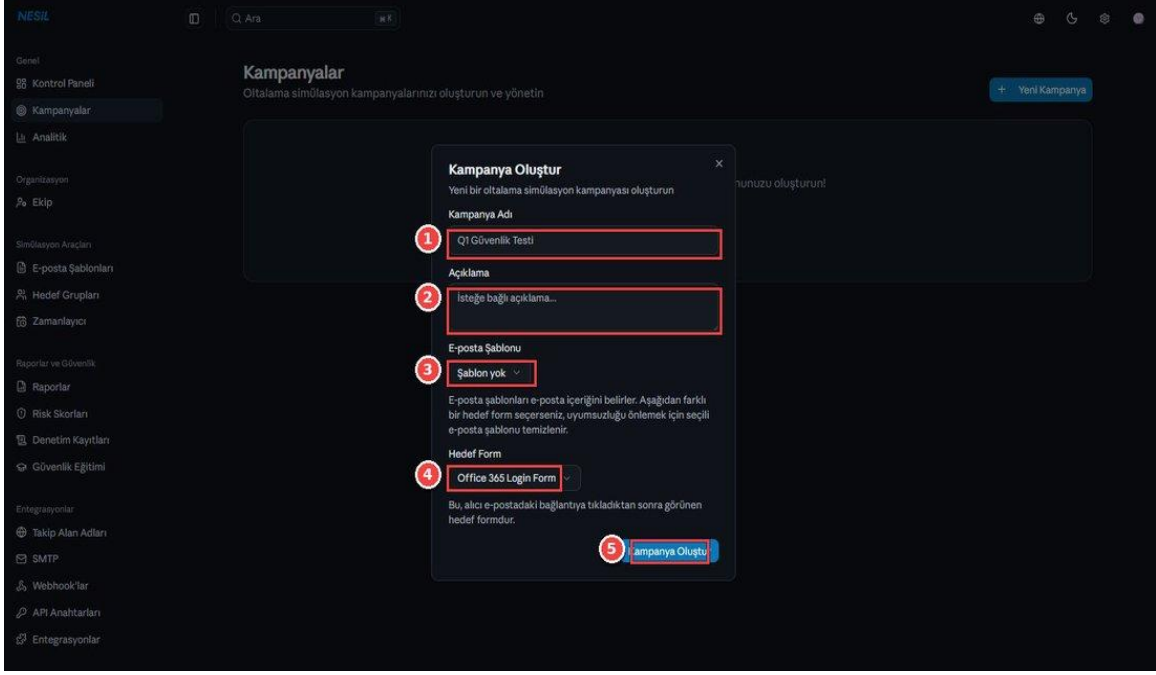 NESIL
Ara
⌘ K
Genel
Kontrol Paneli
Kampanyalar
Analitik
Organizasyon
Ekip
Simülasyon Araçları
E-posta Şablonları
Hedef Grupları
Zamanlayıcı
Raporlar ve Güvenlik
Raporlar
Risk Skorları
Denetim Kayıtları
Güvenlik Eğitimi
Entegrasyonlar
Takip Alan Adları
SMTP
Webhook'lar
API Anahtarları
Entegrasyonlar
Kampanyalar
Oltalama simülasyon kampanyalarınızı oluşturun ve yönetin
+ Yeni Kampanya
nunuzu oluşturun!
Kampanya Oluştur
Yeni bir oltalama simülasyon kampanyası oluşturun
Kampanya Adı
1
Q1 Güvenlik Testi
Açıklama
2
İsteğe bağlı açıklama...
E-posta Şablonu
3
Şablon yok
E-posta şablonları e-posta içeriğini belirler. Aşağıdan farklı
bir hedef form seçerseniz, uyumsuzluğu önlemek için seçili
e-posta şablonu temizlenir.
Hedef Form
4
Office 365 Login Form
Bu, alıcı e-postadaki bağlantıya tıkladıktan sonra görünen
hedef formdur.
5
Kampanya Oluştur